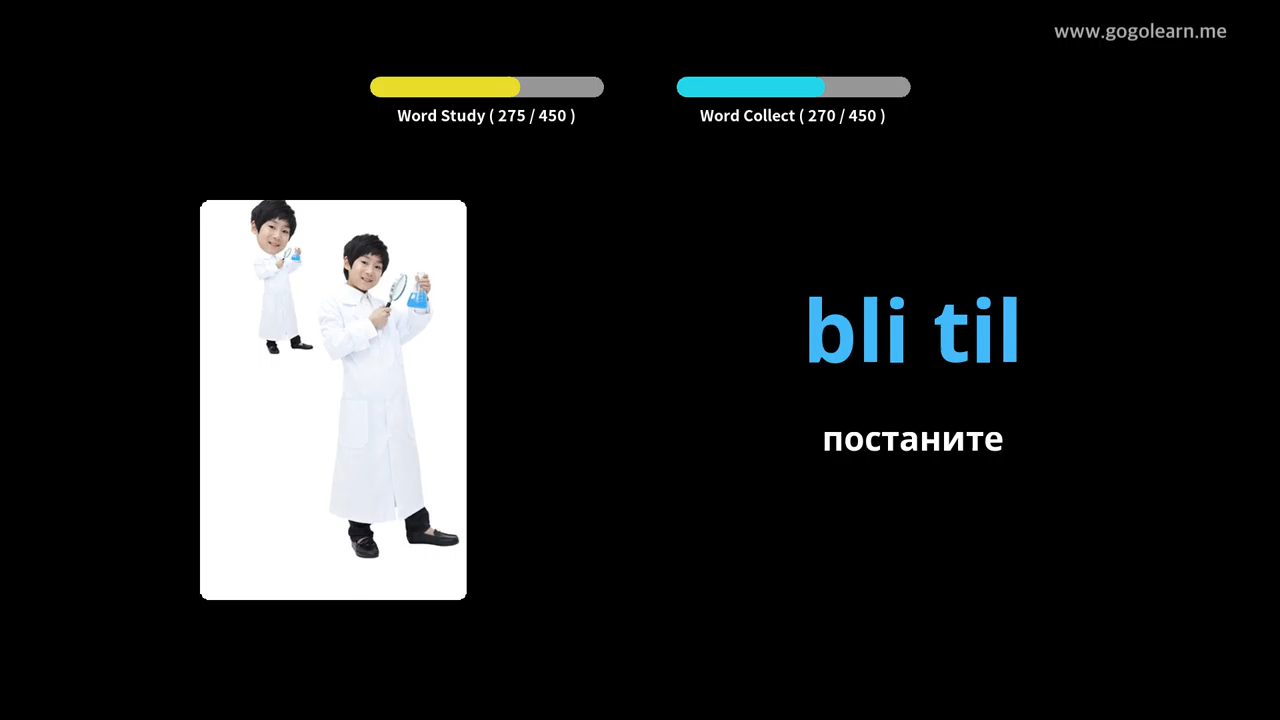 www.gogolearn.me
Word Study ( 275 / 450 )
Word Collect ( 270 / 450 )
bli til
постаните